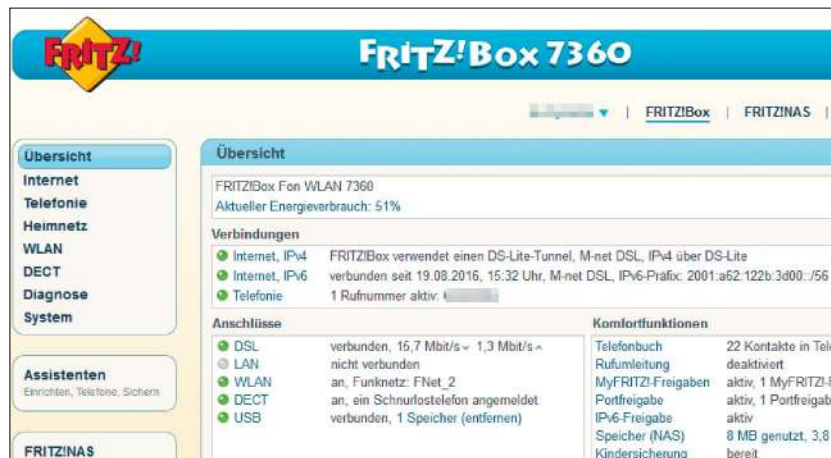 FRITZ!
FRITZ!Box 7360
FRITZ!Box | FRITZ!NAS |
Übersicht
Internet
Telefonie
Heimnetz
WLAN
DECT
Diagnose
System
Assistenten
Einrichten, Telefone, Sichern
FRITZ!NAS
Übersicht
FRITZ!Box Fon WLAN 7360
Aktueller Energieverbrauch: 51%
Verbindungen
Internet, IPv4 FRITZ!Box verwendet einen DS-Lite-Tunnel, M-net DSL, IPv4 über DS-Lite
Internet, IPv6 verbunden seit 19.08.2016, 15:32 Uhr, M-net DSL, IPv6-Präfix: 2001:a62:122b:3d00::/56
Telefonie 1 Rufnummer aktiv:
Anschlüsse
DSL verbunden, 15,7 Mbit/s 1,3 Mbit/s
LAN nicht verbunden
WLAN an, Funknetz: FNet_2
DECT an, ein Schnurlostelefon angemeldet
USB verbunden, 1 Speicher (entfernen)
Komfortfunktionen
Telefonbuch 22 Kontakte in Tele
Rufumleitung deaktiviert
MyFRITZ!-Freigaben aktiv, 1 MyFRITZ!-
Portfreigabe aktiv, 1 Portfreigab
IPv6-Freigabe aktiv
Speicher (NAS) 8 MB genutzt, 3,8
Kindersicherung bereit